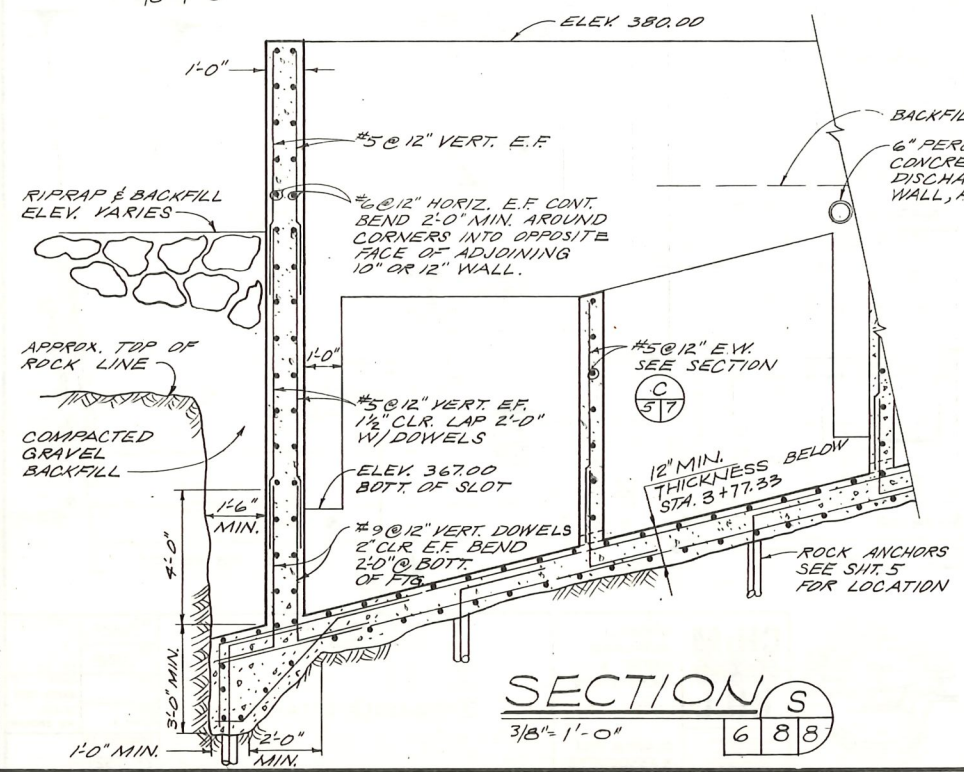 ELEV. 380.00
1'-0"
BACKFIL
#5 @ 12" VERT. E.F.
6" PER
CONCRE
DISCHA
WALL, A
RIPRAP & BACKFILL
ELEV. VARIES
#6 @ 12" HORIZ. E.F. CONT.
BEND 2'-0" MIN. AROUND
CORNERS INTO OPPOSITE
FACE OF ADJOINING
10" OR 12" WALL.
APPROX. TOP OF
ROCK LINE
1'-0"
#5 @ 12" E.W.
SEE SECTION
C
5 7
#5 @ 12" VERT. E.F.
1½" CLR. LAP 2'-0"
W/ DOWELS
COMPACTED
GRAVEL
BACKFILL
ELEV. 367.00
BOTT. OF SLOT
12" MIN.
THICKNESS BELOW
STA. 3+77.33
1'-6"
MIN.
#9 @ 12" VERT. DOWELS
2" CLR. E.F. BEND
2'-0" @ BOTT.
OF FTG.
4'-0"
ROCK ANCHORS
SEE SHT. 5
FOR LOCATION
3'-0" MIN.
1'-0" MIN.
2'-0"
MIN.
SECTION S
3/8" = 1'-0"
6 8 8